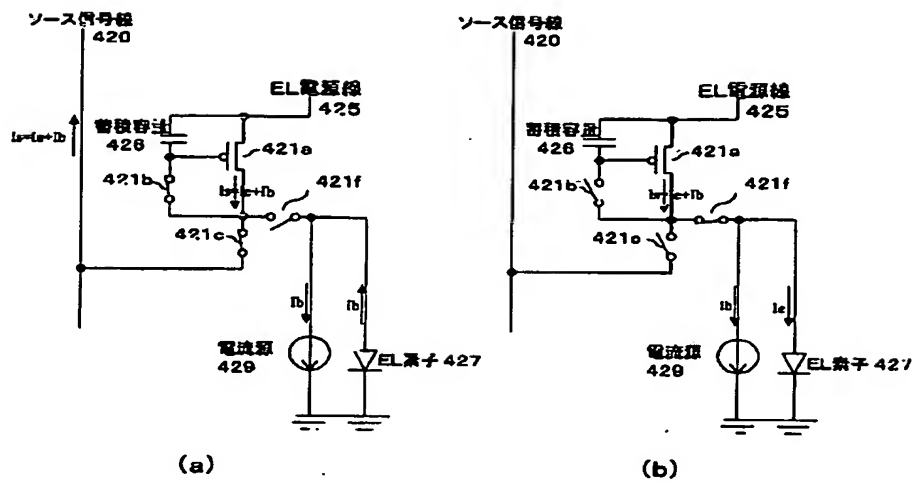 ソース信号線
420
Is=Ie+Ib
EL電源線
425
蓄積容量
426
421a
421b
Is=Ie+Ib
421f
421c
Ib
Ib
電流源
429
EL素子 427
(a)
ソース信号線
420
EL電源線
425
蓄積容量
426
421a
421b
Is=Ie+Ib
421f
421c
Ib
Ie
電流源
429
EL素子 427
(b)